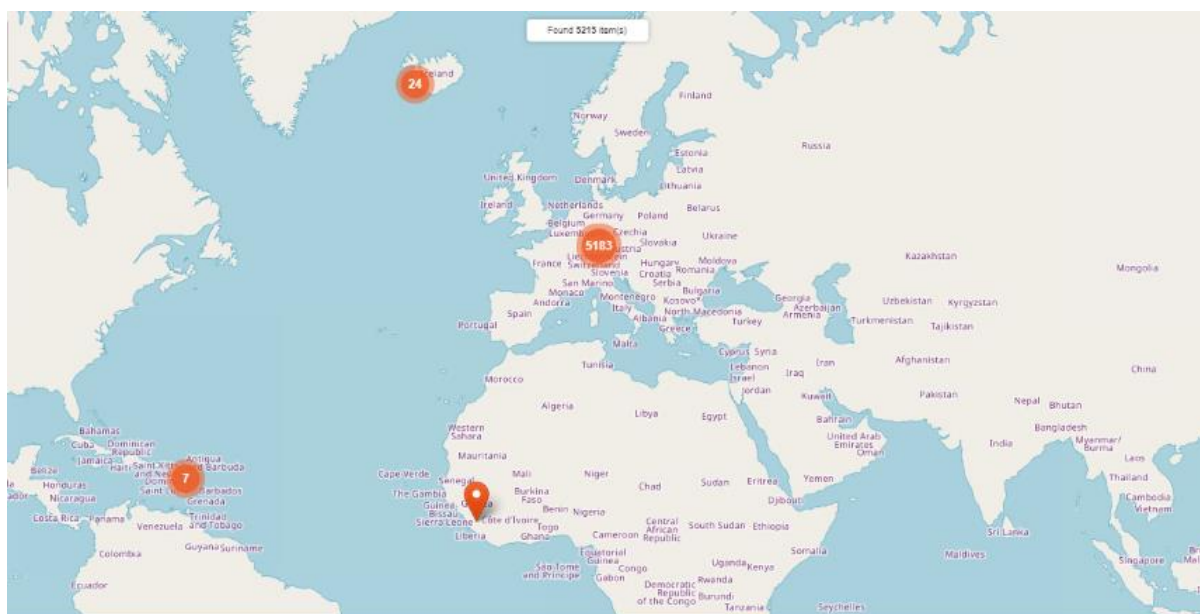 Found 5215 item(s)
24
Iceland
Finland
Norway
Sweden
Russia
Estonia
Latvia
United Kingdom
Denmark
Lithuania
Ireland
Netherlands
Belarus
Germany
Poland
Belgium
Czechia
Ukraine
5183
Slovakia
Kazakhstan
Moldova
France
Hungary
Romania
Mongolia
Slovenia
Croatia
Serbia
San Marino
Monaco
Bulgaria
Andorra
Montenegro
Kosovo*
Georgia
Uzbekistan
Kyrgyzstan
Spain
Italy
North Macedonia
Azerbaijan
Armenia
Portugal
Albania
Greece
Turkey
Turkmenistan
Tajikistan
Malta
Cyprus
Syria
Tunisia
Lebanon
Israel
Iran
Afghanistan
China
Morocco
Iraq
Jordan
Kuwait
Pakistan
Nepal
Bhutan
Algeria
Libya
Egypt
Bahrain
Bahamas
Western
Sahara
Bangladesh
Cuba
Dominican
Republic
United Arab
Emirates
Oman
India
Myanmar/
Burma
Jamaica
Haiti
Antigua
and Barbuda
Mauritania
Laos
Belize
Honduras
7
Cape Verde
Senegal
Mali
Niger
Chad
Sudan
Eritrea
Yemen
Thailand
Nicaragua
Barbados
Grenada
The Gambia
Guinea
Bissau
Burkina
Faso
Benin
Nigeria
Djibouti
Cambodia
Vietnam
Costa Rica
Panama
Trinidad
and Tobago
Venezuela
Sierra Leone
Côte d'Ivoire
Togo
Ghana
Liberia
Cameroon
Central
African
Republic
South Sudan
Ethiopia
Sri Lanka
Colombia
Guyana
Suriname
Equatorial
Guinea
Somalia
Maldives
Singapore
Sao Tome
and Principe
Congo
Gabon
Uganda
Kenya
Ecuador
Democratic
Republic
of the Congo
Rwanda
Burundi
Tanzania
Seychelles